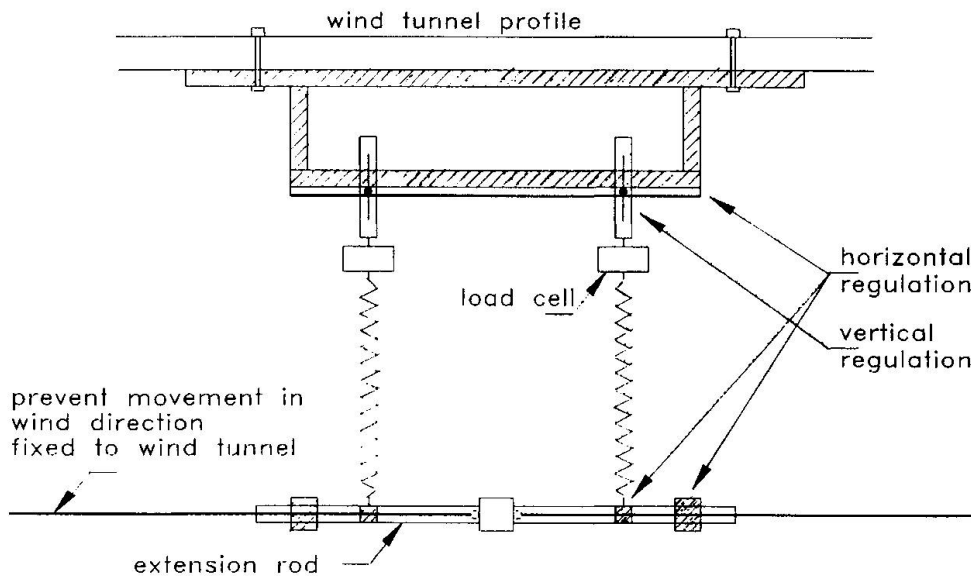 wind tunnel profile
load cell
horizontal
regulation
vertical
regulation
prevent movement in
wind direction
fixed to wind tunnel
extension rod